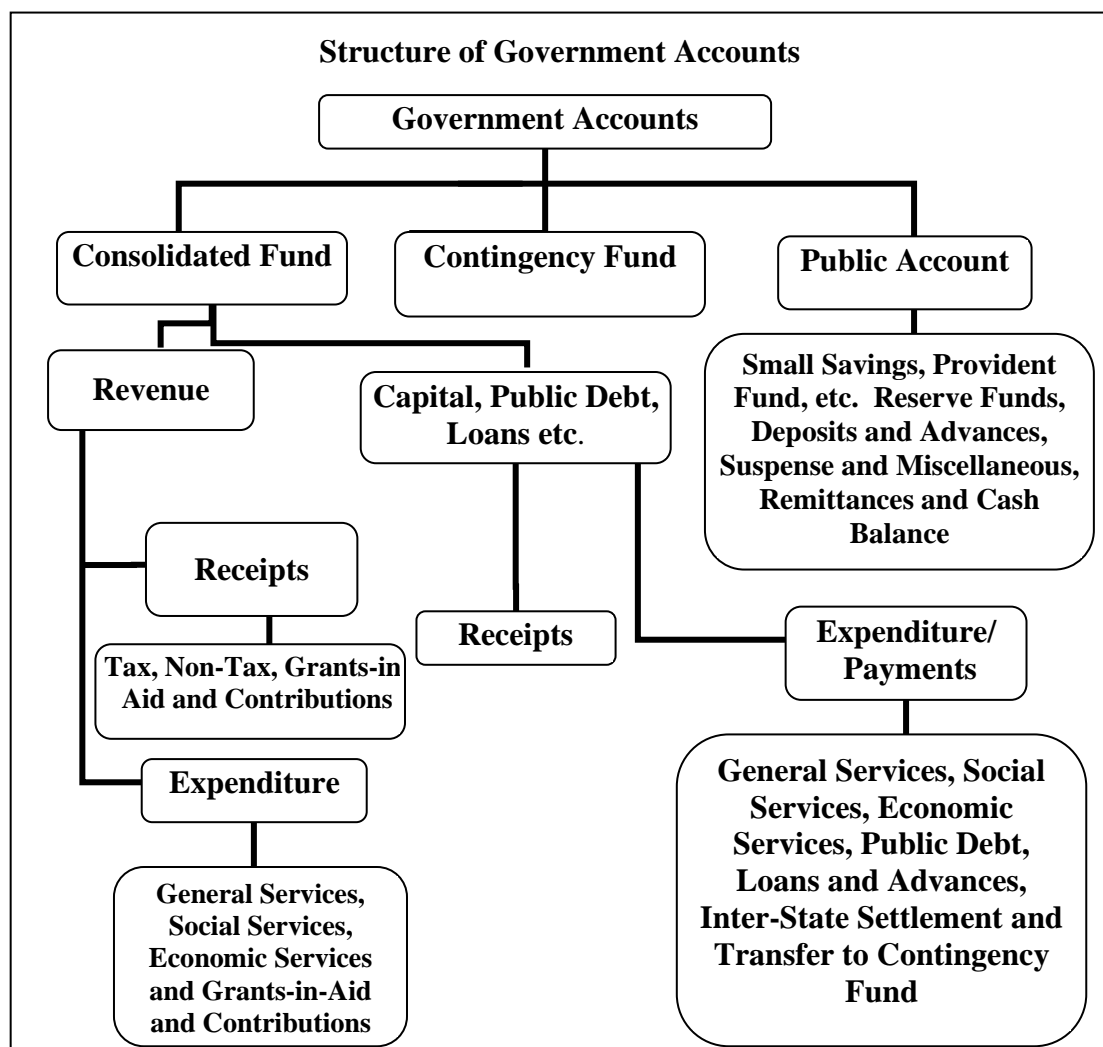 Structure of Government Accounts
Government Accounts
Consolidated Fund
Contingency Fund
Public Account
Revenue
Capital, Public Debt,
Loans etc.
Small Savings, Provident
Fund, etc. Reserve Funds,
Deposits and Advances,
Suspense and Miscellaneous,
Remittances and Cash
Balance
Receipts
Tax, Non-Tax, Grants-in
Aid and Contributions
Receipts
Expenditure/
Payments
Expenditure
General Services,
Social Services,
Economic Services
and Grants-in-Aid
and Contributions
General Services, Social
Services, Economic
Services, Public Debt,
Loans and Advances,
Inter-State Settlement and
Transfer to Contingency
Fund